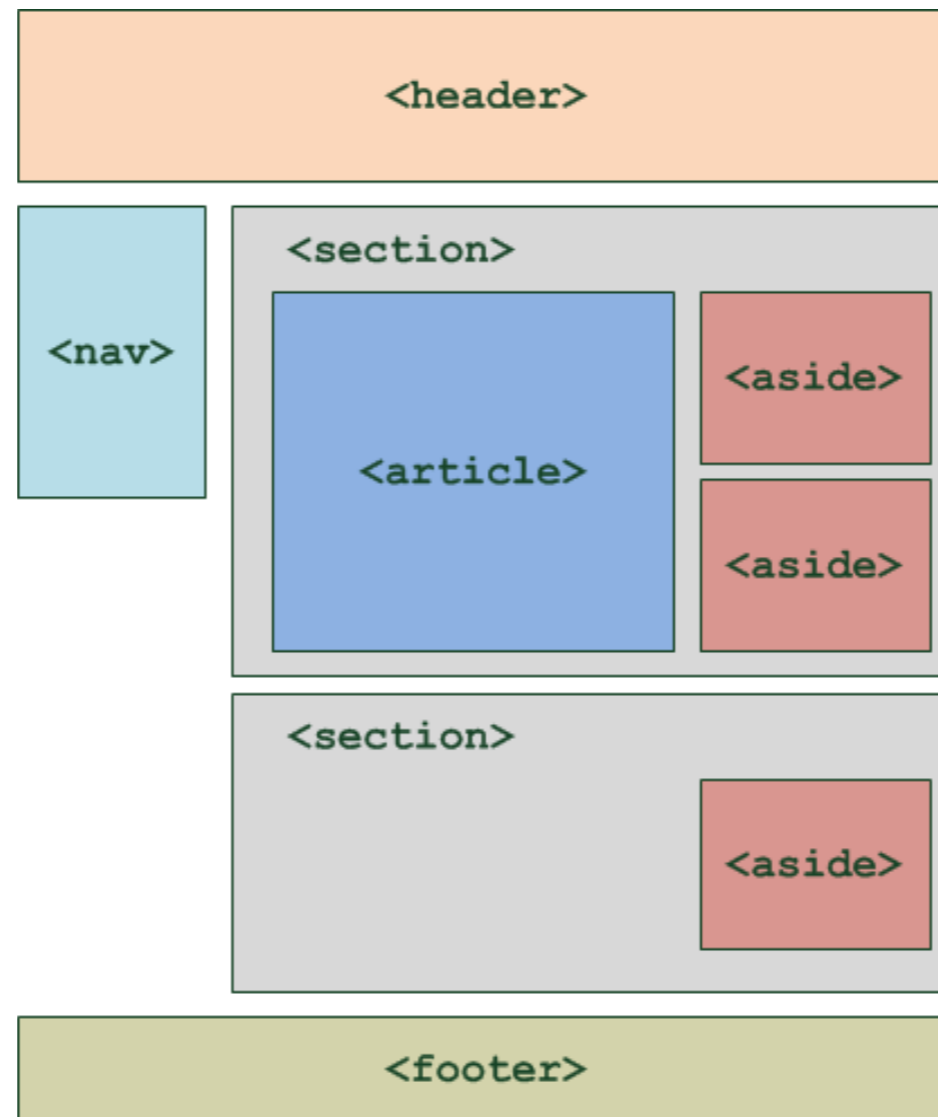 <header>
<nav>
<section>
<article>
<aside>
<aside>
<section>
<aside>
<footer>